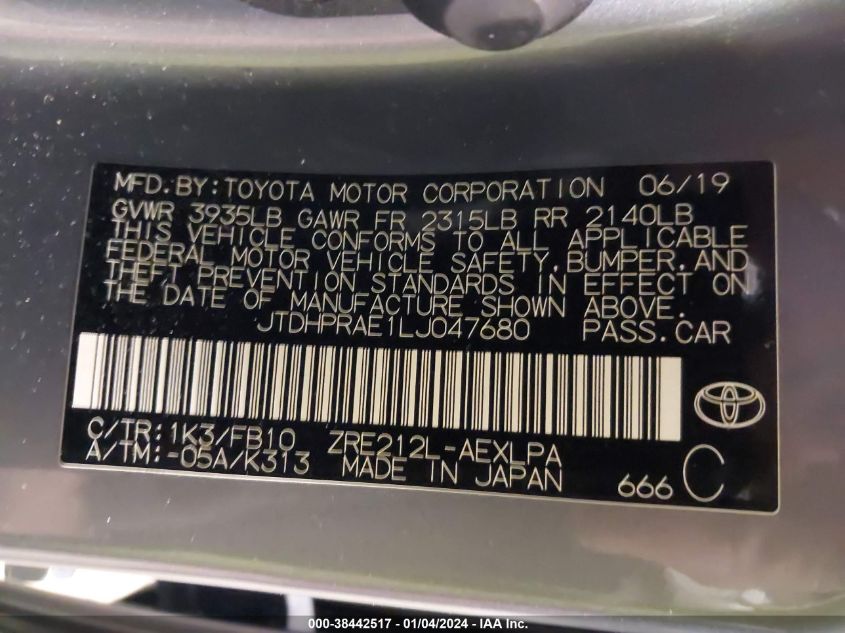 MFD.BY:TOYOTA MOTOR CORPORATION 06/19
GVWR 3935LB GAWR FR 2315LB RR 2140LB
THIS VEHICLE CONFORMS TO ALL APPLICABLE
FEDERAL MOTOR VEHICLE SAFETY,BUMPER,AND
THEFT PREVENTION STANDARDS IN EFFECT ON
THE DATE OF MANUFACTURE SHOWN ABOVE.
JTDHPRAE1LJ047680 PASS.CAR
C/TR:1K3/FB10 ZRE212L-AEXLPA
A/TM:-05A/K313 MADE IN JAPAN 666 C
000-38442517 - 01/04/2024 - IAA Inc.